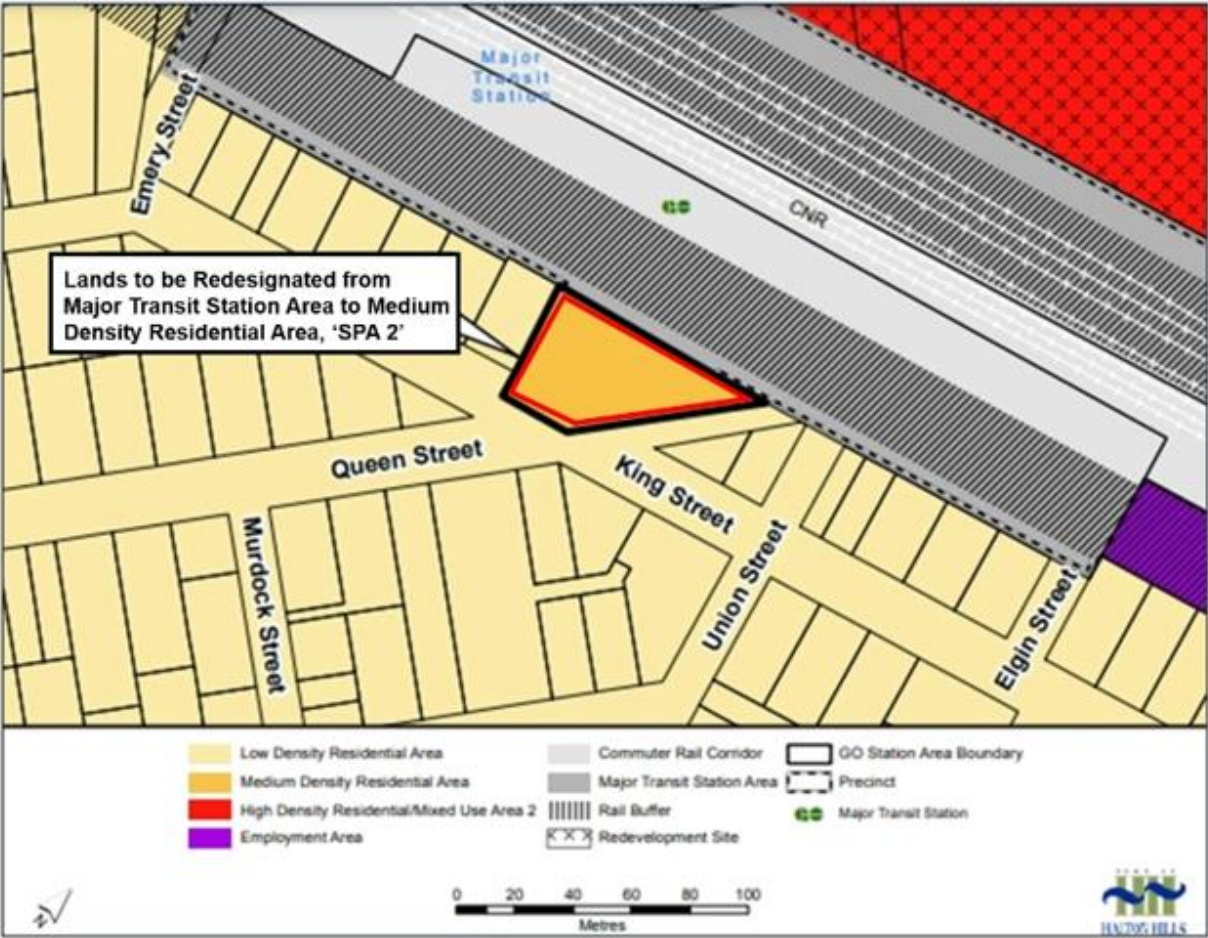 Major
Transit
Station
Emery Street
GO
CNR
Lands to be Redesignated from
Major Transit Station Area to Medium
Density Residential Area, ‘SPA 2’
Queen Street
King Street
Murdock Street
Union Street
Elgin Street
Low Density Residential Area
Medium Density Residential Area
High Density Residential/Mixed Use Area 2
Employment Area
Commuter Rail Corridor
Major Transit Station Area
Rail Buffer
Redevelopment Site
GO Station Area Boundary
Precinct
GO Major Transit Station
N
0 20 40 60 80 100
Metres
HALTON HILLS